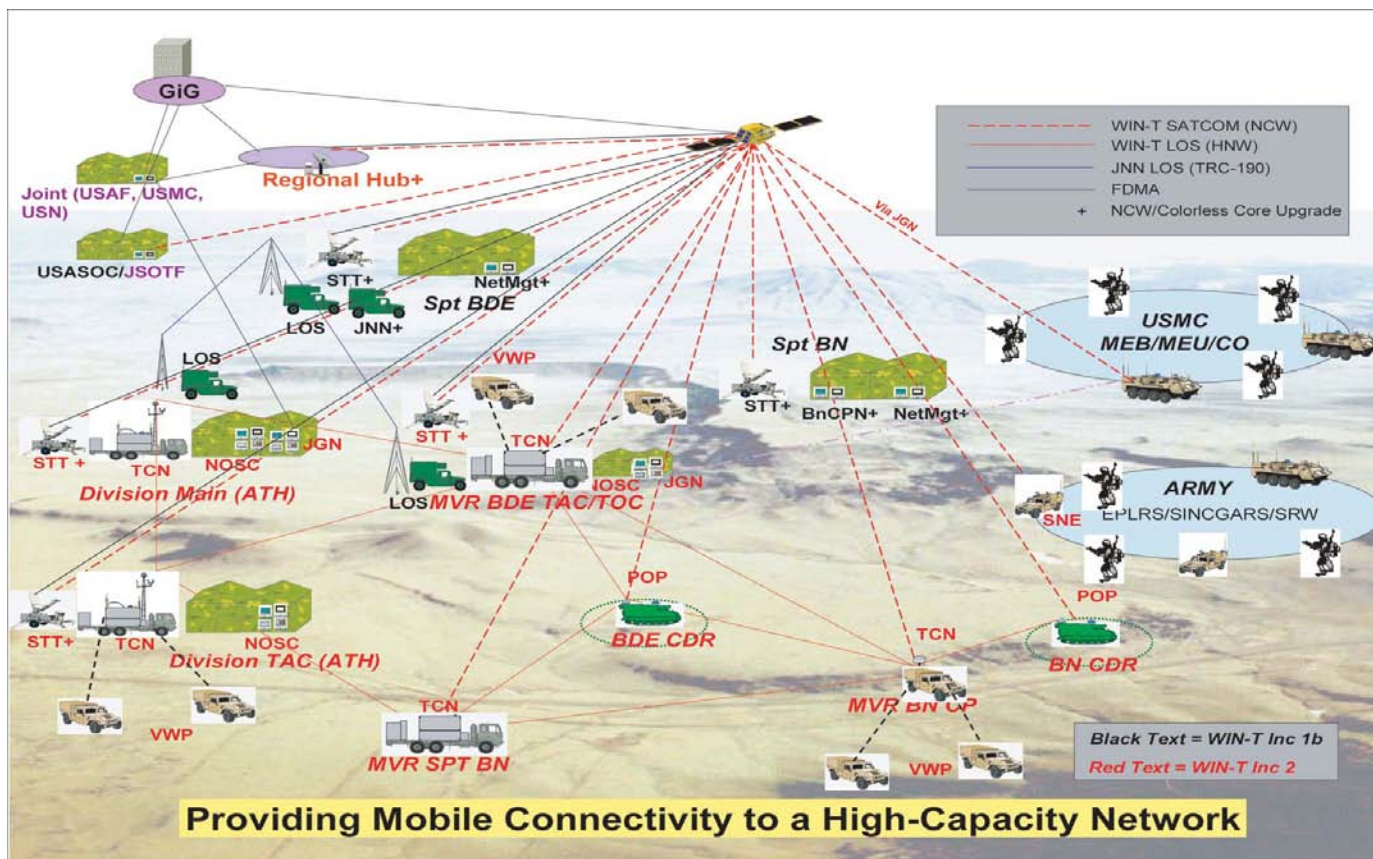 GiG
Joint (USAF, USMC,
USN)
Regional Hub+
USASOC/JSOTF
WIN-T SATCOM (NCW)
WIN-T LOS (HNW)
JNN LOS (TRC-190)
FDMA
+ NCW/Colorless Core Upgrade
Via JGN
STT+
NetMgt+
Spt BDE
LOS
JNN+
LOS
VWP
Spt BN
STT+
BnCPN+
NetMgt+
USMC
MEB/MEU/CO
STT +
TCN
NOSC
JGN
Division Main (ATH)
STT +
TCN
NOSC
JGN
LOS
MVR BDE TAC/TOC
SNE
ARMY
EPLRS/SINCGARS/SRW
POP
STT+
TCN
NOSC
Division TAC (ATH)
VWP
POP
BDE CDR
TCN
BN CDR
TCN
MVR SPT BN
MVR BN CP
VWP
Black Text = WIN-T Inc 1b
Red Text = WIN-T Inc 2
Providing Mobile Connectivity to a High-Capacity Network